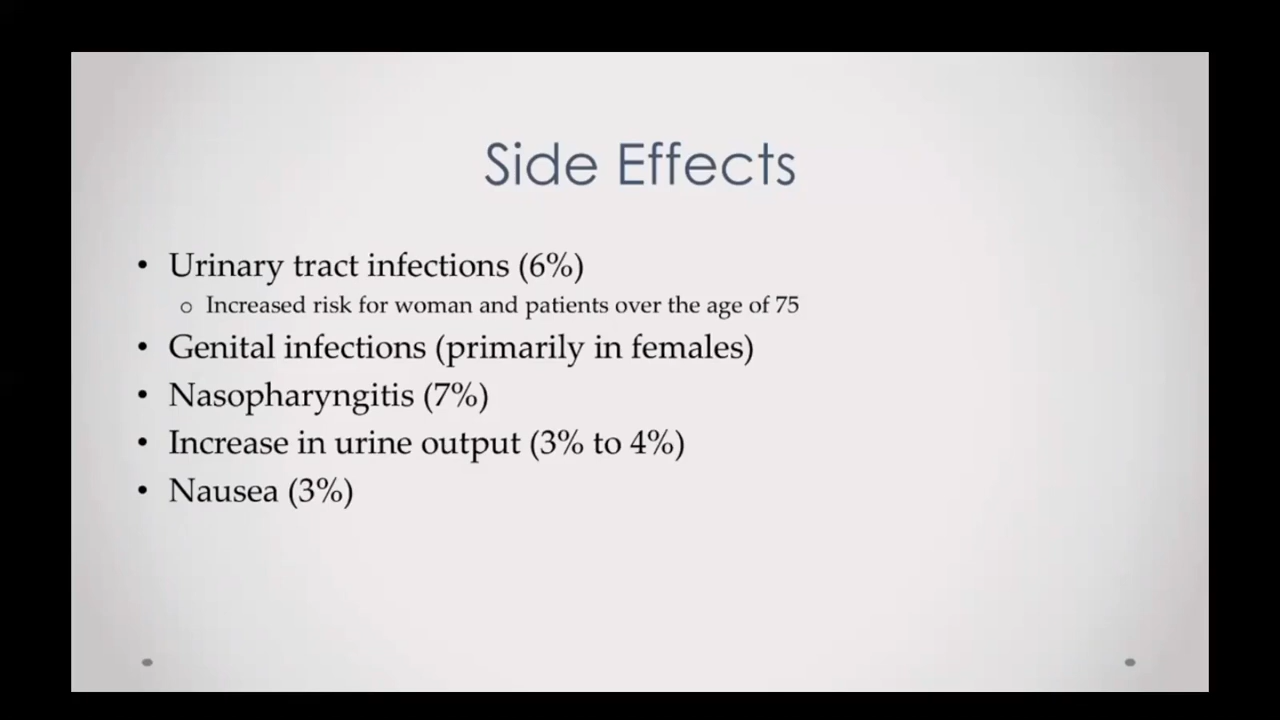 Side Effects
• Urinary tract infections (6%)
o Increased risk for woman and patients over the age of 75
• Genital infections (primarily in females)
• Nasopharyngitis (7%)
• Increase in urine output (3% to 4%)
• Nausea (3%)